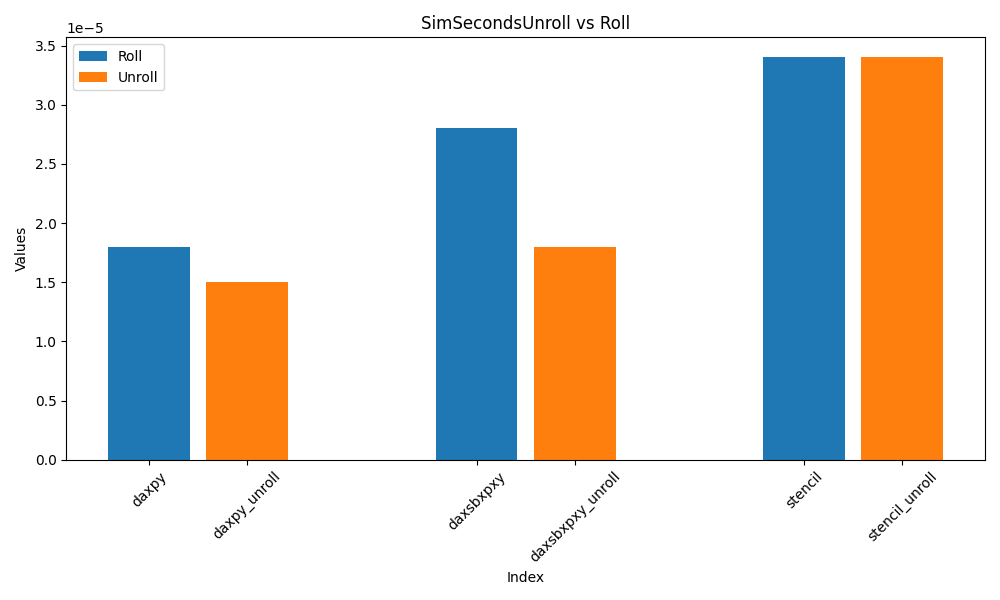 SimSecondsUnroll vs Roll
1e−5
Roll
Unroll
3.5
3.0
2.5
2.0
1.5
1.0
0.5
0.0
Values
daxpy
daxpy_unroll
daxsbxpxy
daxsbxpxy_unroll
stencil
stencil_unroll
Index